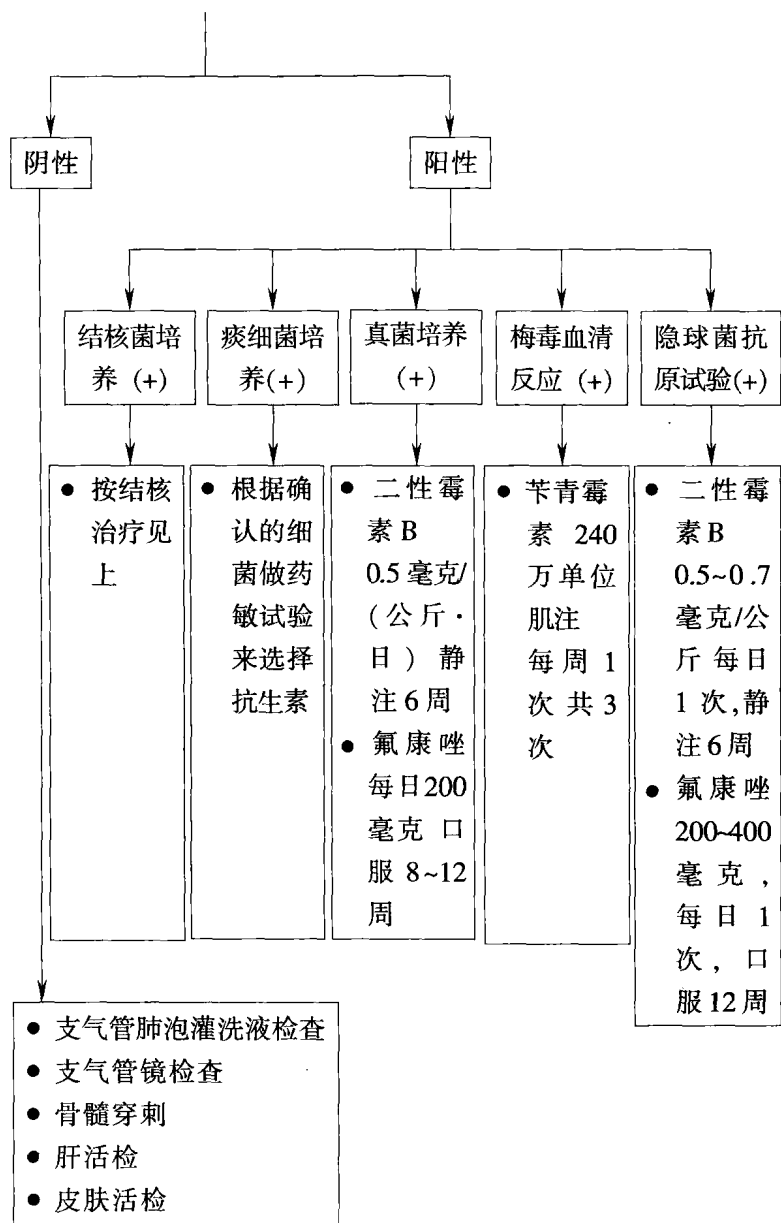 阴性
阳性
结核菌培
养 (+)
痰细菌培
养(+)
真菌培养
(+)
梅毒血清
反应 (+)
隐球菌抗
原试验(+)
● 按结核
治疗见
上
● 根据确
认的细
菌做药
敏试验
来选择
抗生素
● 二性霉
素 B
0.5 毫克/
(公斤·
日) 静
注 6 周
● 氟康唑
每日200
毫克 口
服 8~12
周
● 苄青霉
素 240
万单位
肌注
每周 1
次 共 3
次
● 二性霉
素 B
0.5~0.7
毫克/公
斤 每日
1 次,静
注 6 周
● 氟康唑
200~400
毫克,
每日 1
次, 口
服 12 周
● 支气管肺泡灌洗液检查
● 支气管镜检查
● 骨髓穿刺
● 肝活检
● 皮肤活检